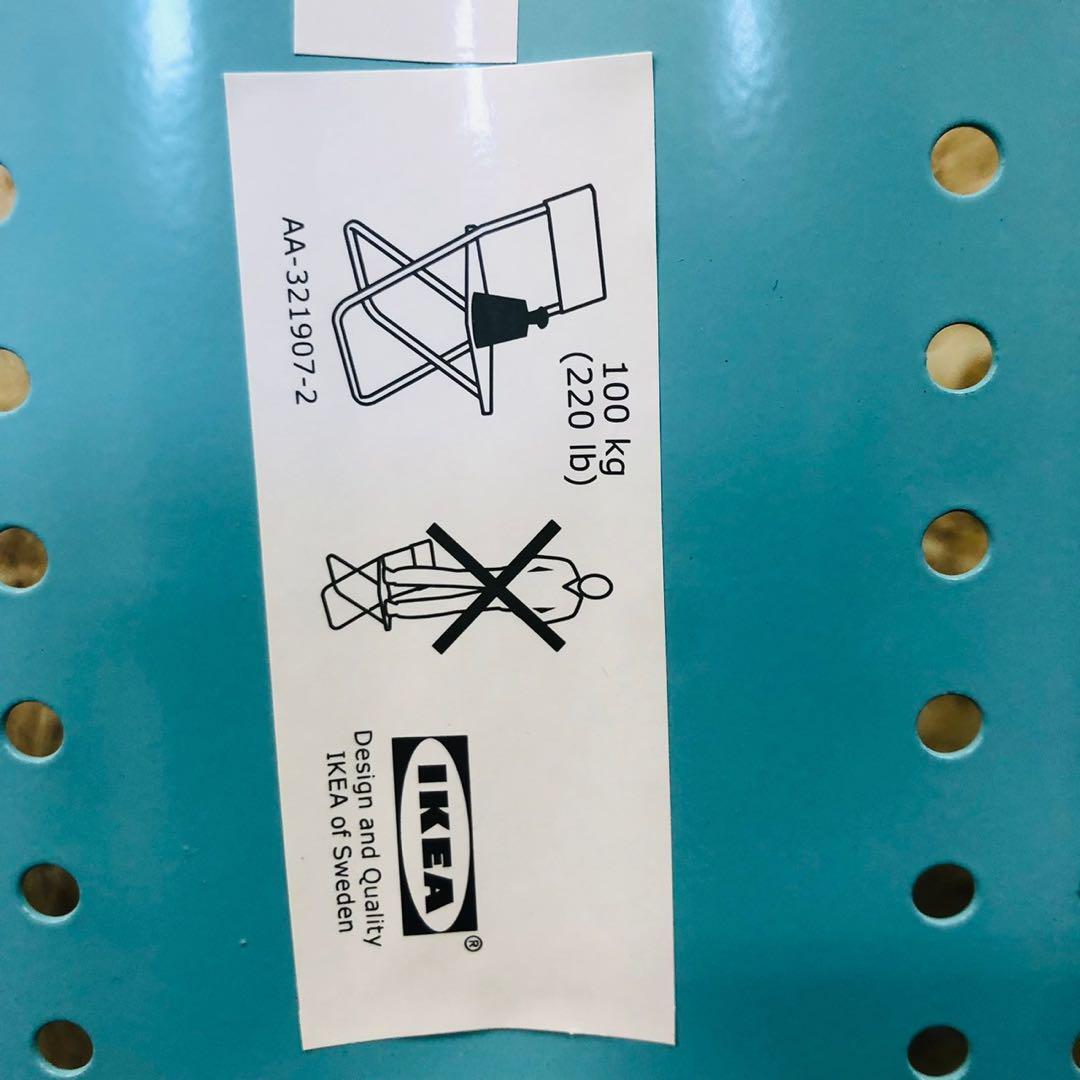 100 kg
(220 lb)
AA-321907-2
IKEA®
Design and Quality
IKEA of Sweden